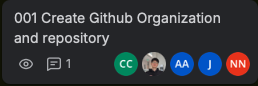 001 Create Github Organization
and repository
1 CC AA J NN